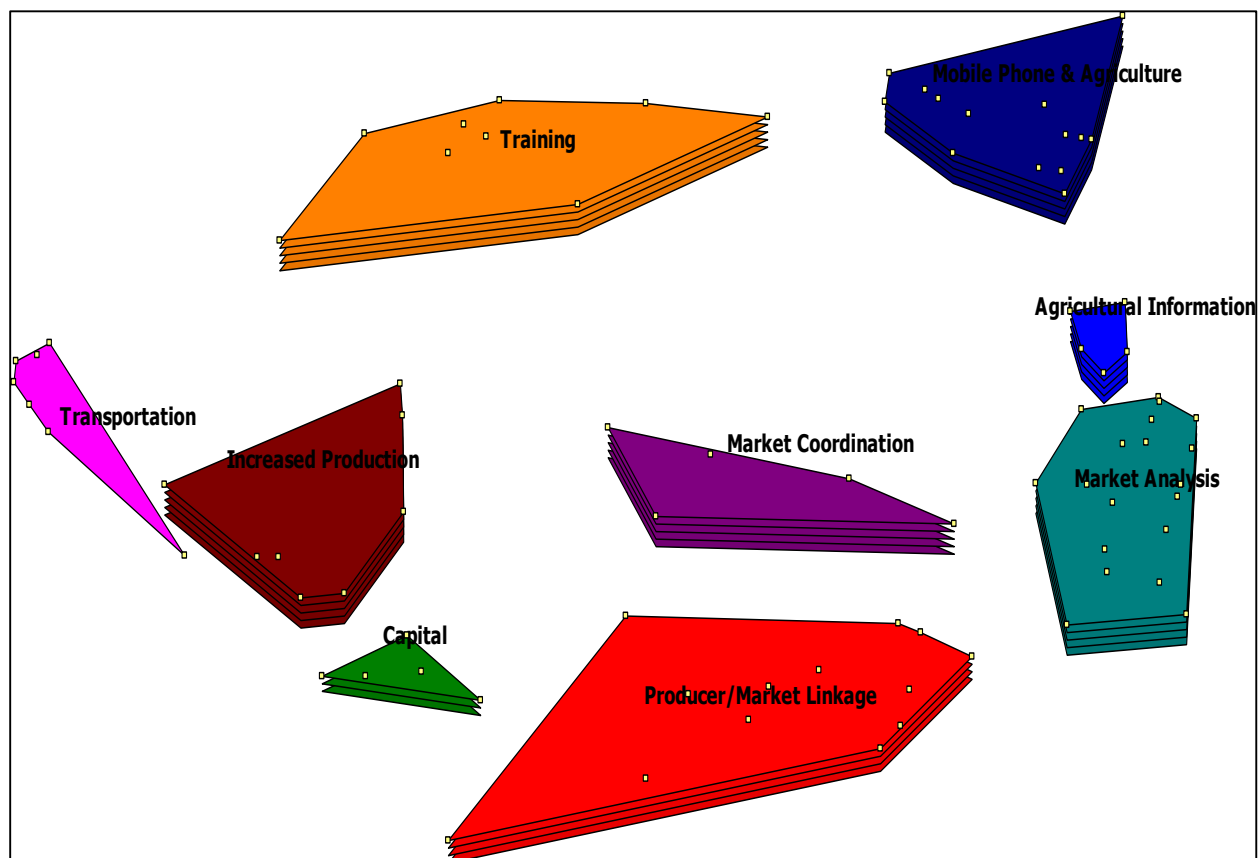 Mobile Phone & Agriculture
Training
Agricultural Information
Transportation
Increased Production
Market Coordination
Market Analysis
Capital
Producer/Market Linkage